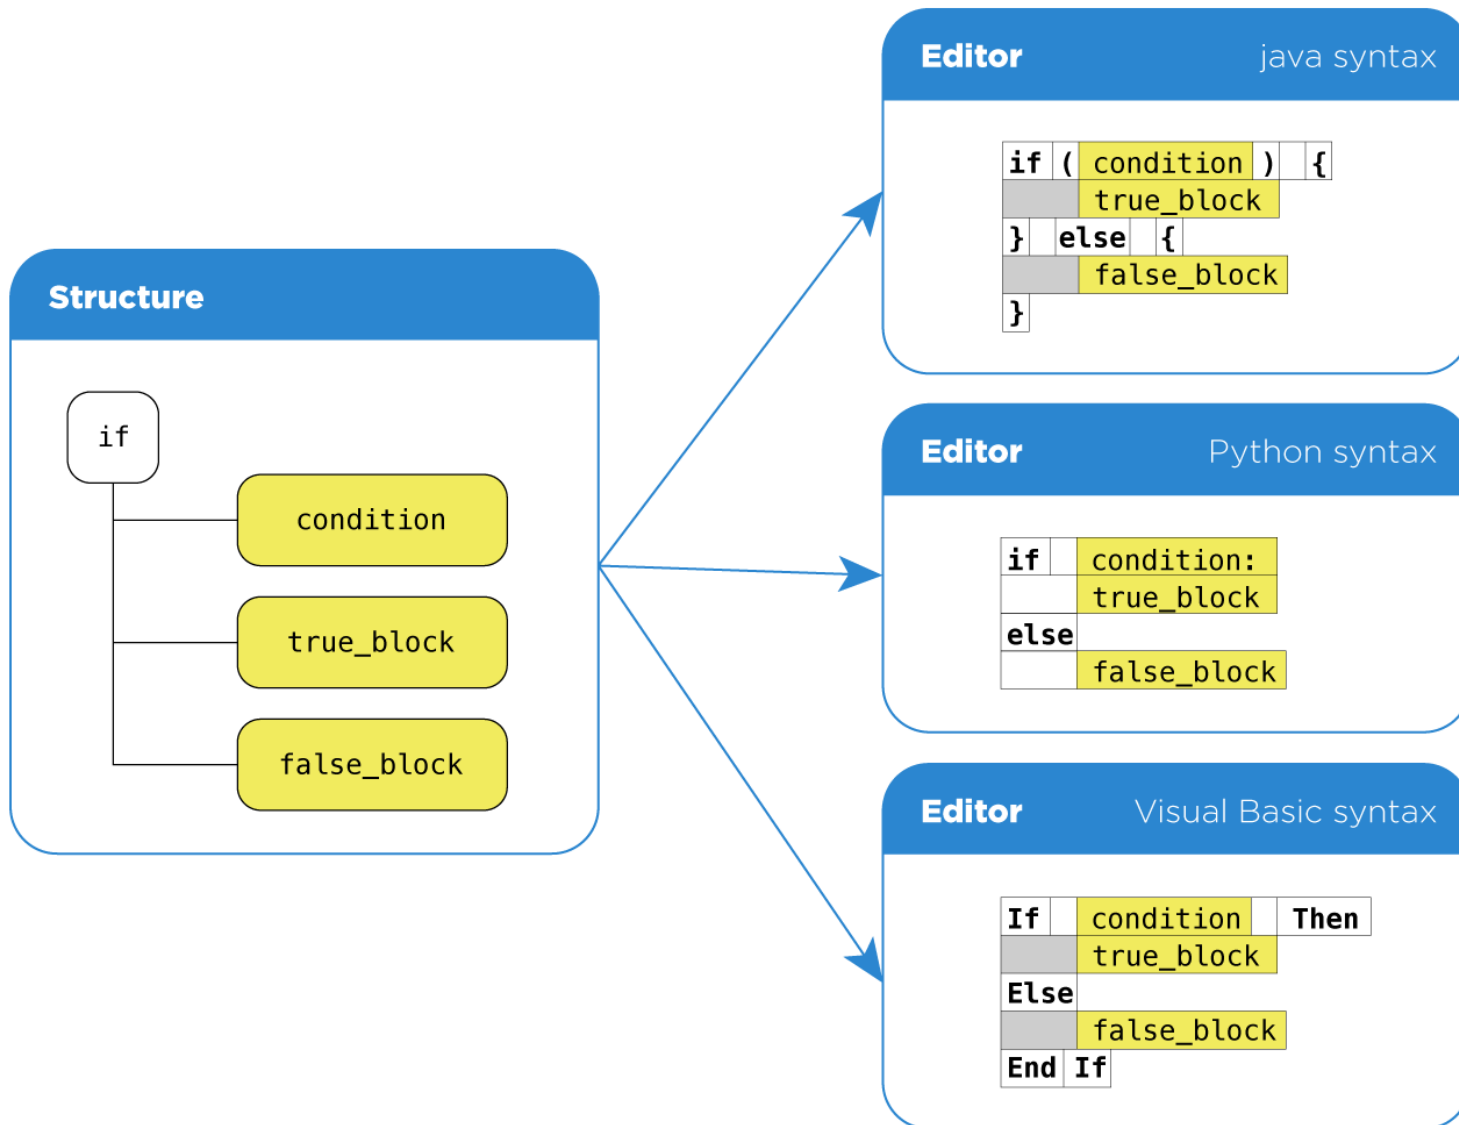 Structure
if
condition
true_block
false_block
Editor java syntax
if ( condition ) {
true_block
} else {
false_block
}
Editor Python syntax
if condition:
true_block
else
false_block
Editor Visual Basic syntax
If condition Then
true_block
Else
false_block
End If